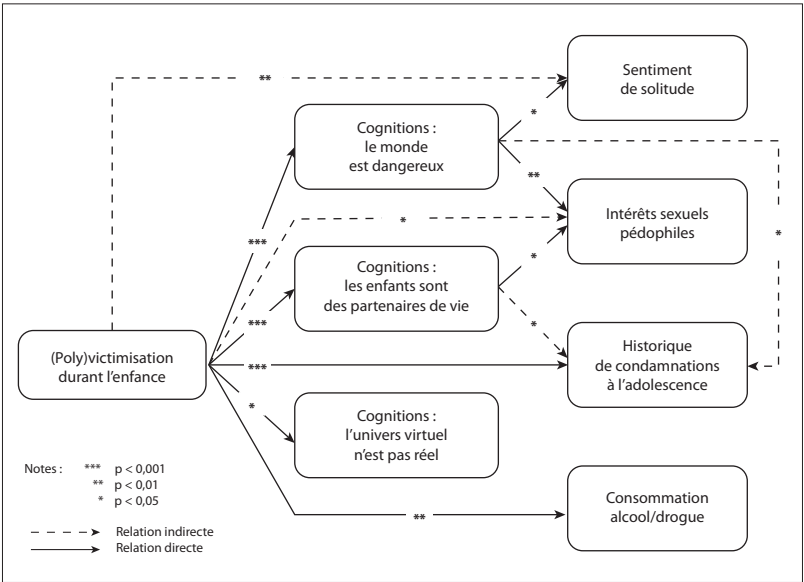 Sentiment
de solitude
**
Cognitions :
le monde
est dangereux
*
**
*
Intérêts sexuels
pédophiles
*
***
Cognitions :
les enfants sont
des partenaires de vie
*
***
*
(Poly)victimisation
durant l'enfance
***
Historique
de condamnations
à l'adolescence
*
Cognitions :
l'univers virtuel
n'est pas réel
**
Consommation
alcool/drogue
Notes : *** p < 0,001
** p < 0,01
* p < 0,05
Relation indirecte
Relation directe